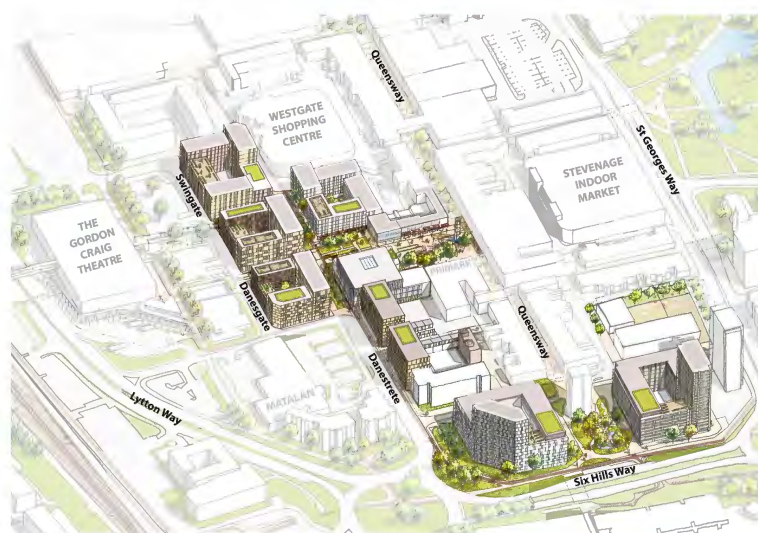 Queensway
WESTGATE
SHOPPING
CENTRE
St Georges Way
STEVENAGE
INDOOR
MARKET
Swingate
THE
GORDON
CRAIG
THEATRE
PRIMARK
Danesgate
Queensway
Danestrete
MATALAN
Lytton Way
Six Hills Way